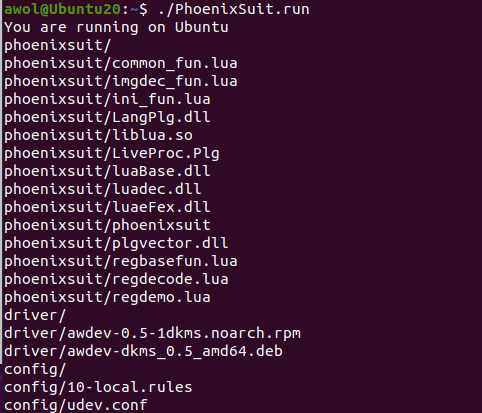 awol@Ubuntu20:~$ ./PhoenixSuit.run
You are running on Ubuntu
phoenixsuit/
phoenixsuit/common_fun.lua
phoenixsuit/imgdec_fun.lua
phoenixsuit/ini_fun.lua
phoenixsuit/LangPlg.dll
phoenixsuit/liblua.so
phoenixsuit/LiveProc.Plg
phoenixsuit/luaBase.dll
phoenixsuit/luadec.dll
phoenixsuit/luaeFex.dll
phoenixsuit/phoenixsuit
phoenixsuit/plgvector.dll
phoenixsuit/regbasefun.lua
phoenixsuit/regdecode.lua
phoenixsuit/regdemo.lua
driver/
driver/awdev-0.5-1dkms.noarch.rpm
driver/awdev-dkms_0.5_amd64.deb
config/
config/10-local.rules
config/udev.conf